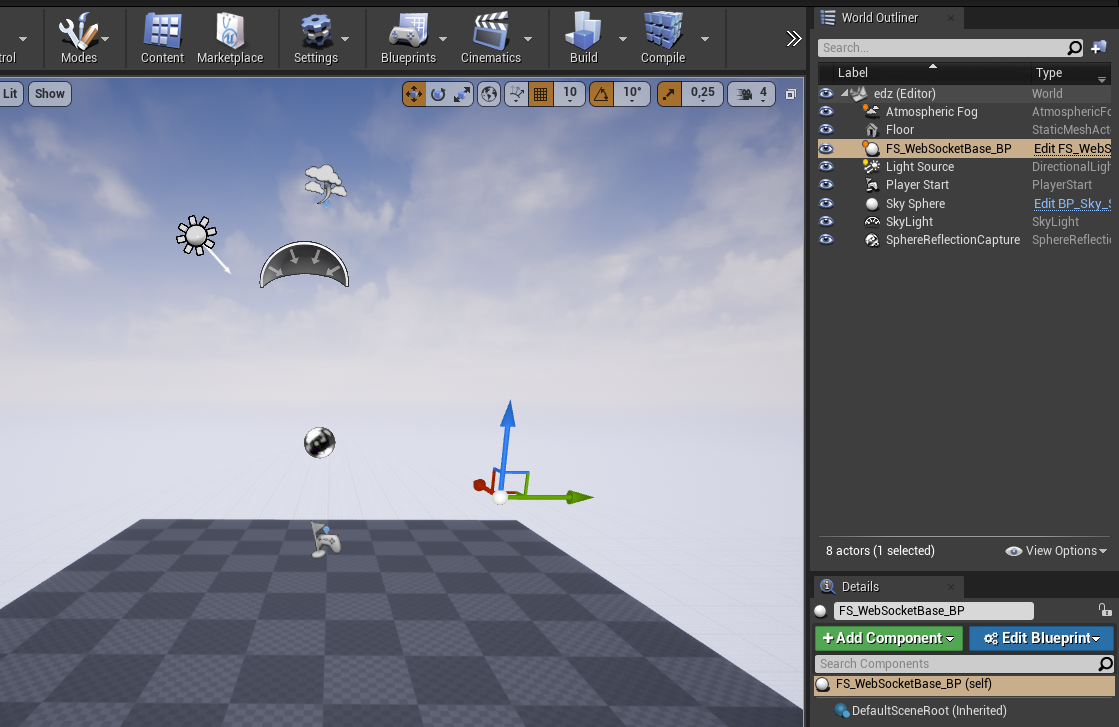 rol
Modes
Content
Marketplace
Settings
Blueprints
Cinematics
Build
Compile
Lit
Show
10
10°
0,25
4
World Outliner
Search...
Label
Type
edz (Editor)
World
Atmospheric Fog
AtmosphericFo
Floor
StaticMeshAct
FS_WebSocketBase_BP
Edit FS_WebS
Light Source
DirectionalLigh
Player Start
PlayerStart
Sky Sphere
Edit BP_Sky_S
SkyLight
SkyLight
SphereReflectionCapture
SphereReflecti
8 actors (1 selected)
View Options
Details
FS_WebSocketBase_BP
+Add Component
Edit Blueprint
Search Components
FS_WebSocketBase_BP (self)
DefaultSceneRoot (Inherited)